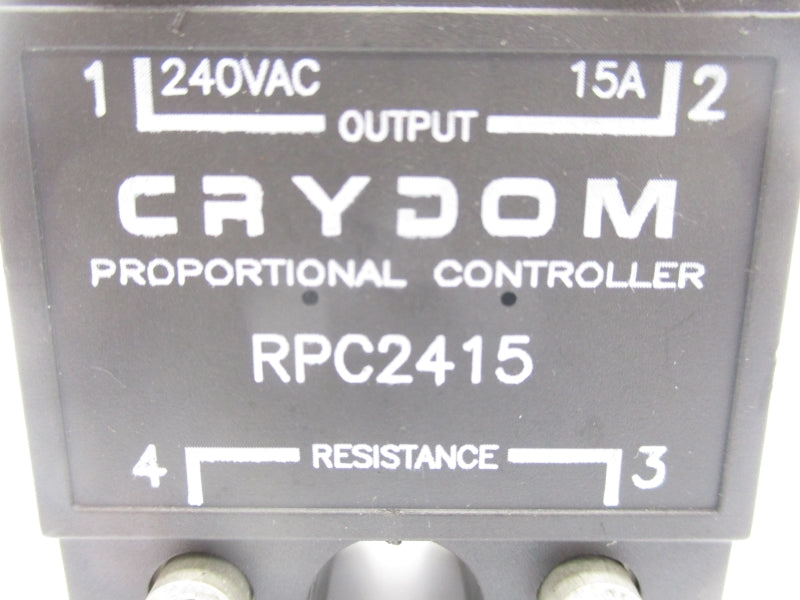 1 240VAC 15A 2
OUTPUT
CRYDOM
PROPORTIONAL CONTROLLER
RPC2415
4 RESISTANCE 3